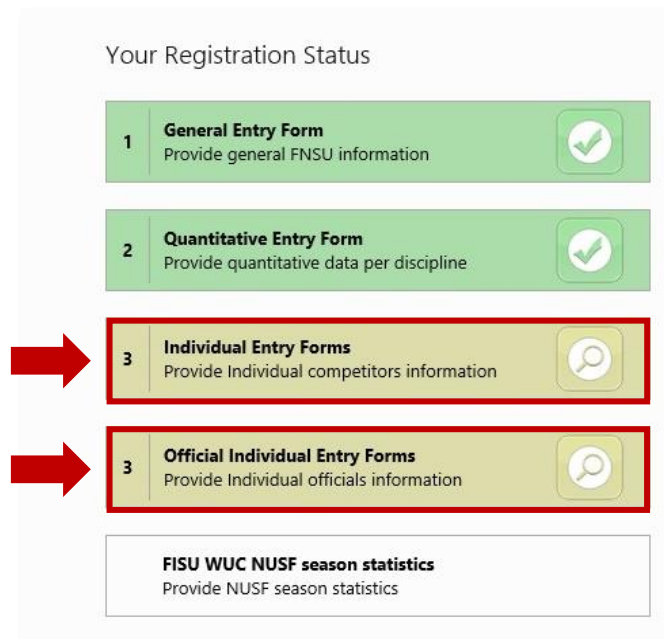 Your Registration Status
1
General Entry Form
Provide general FNSU information
2
Quantitative Entry Form
Provide quantitative data per discipline
3
Individual Entry Forms
Provide Individual competitors information
3
Official Individual Entry Forms
Provide Individual officials information
FISU WUC NUSF season statistics
Provide NUSF season statistics